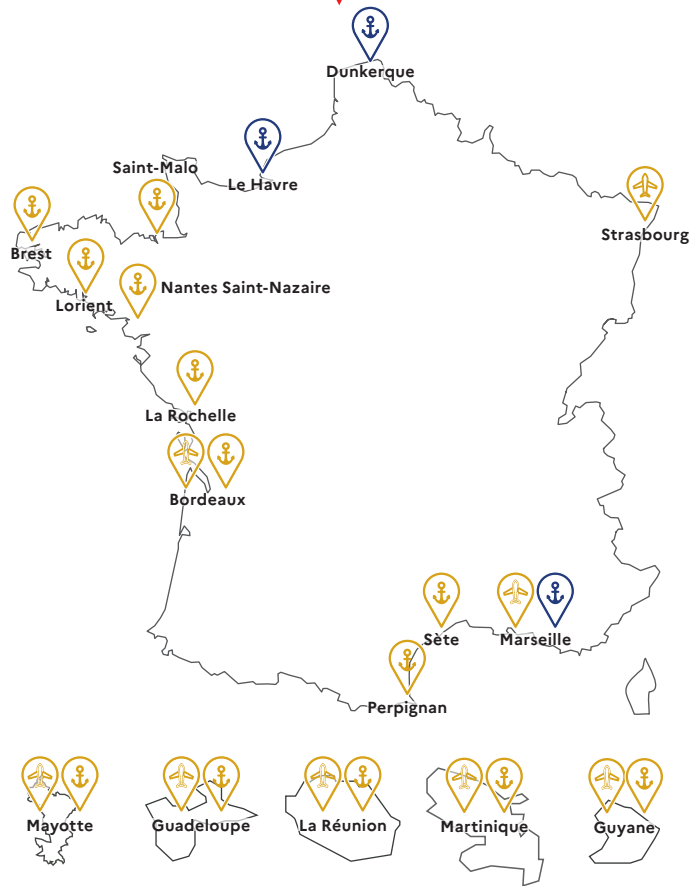 Dunkerque
Saint-Malo
Le Havre
Strasbourg
Brest
Nantes Saint-Nazaire
Lorient
La Rochelle
Bordeaux
Sète
Marseille
Perpignan
Mayotte
Guadeloupe
La Réunion
Martinique
Guyane